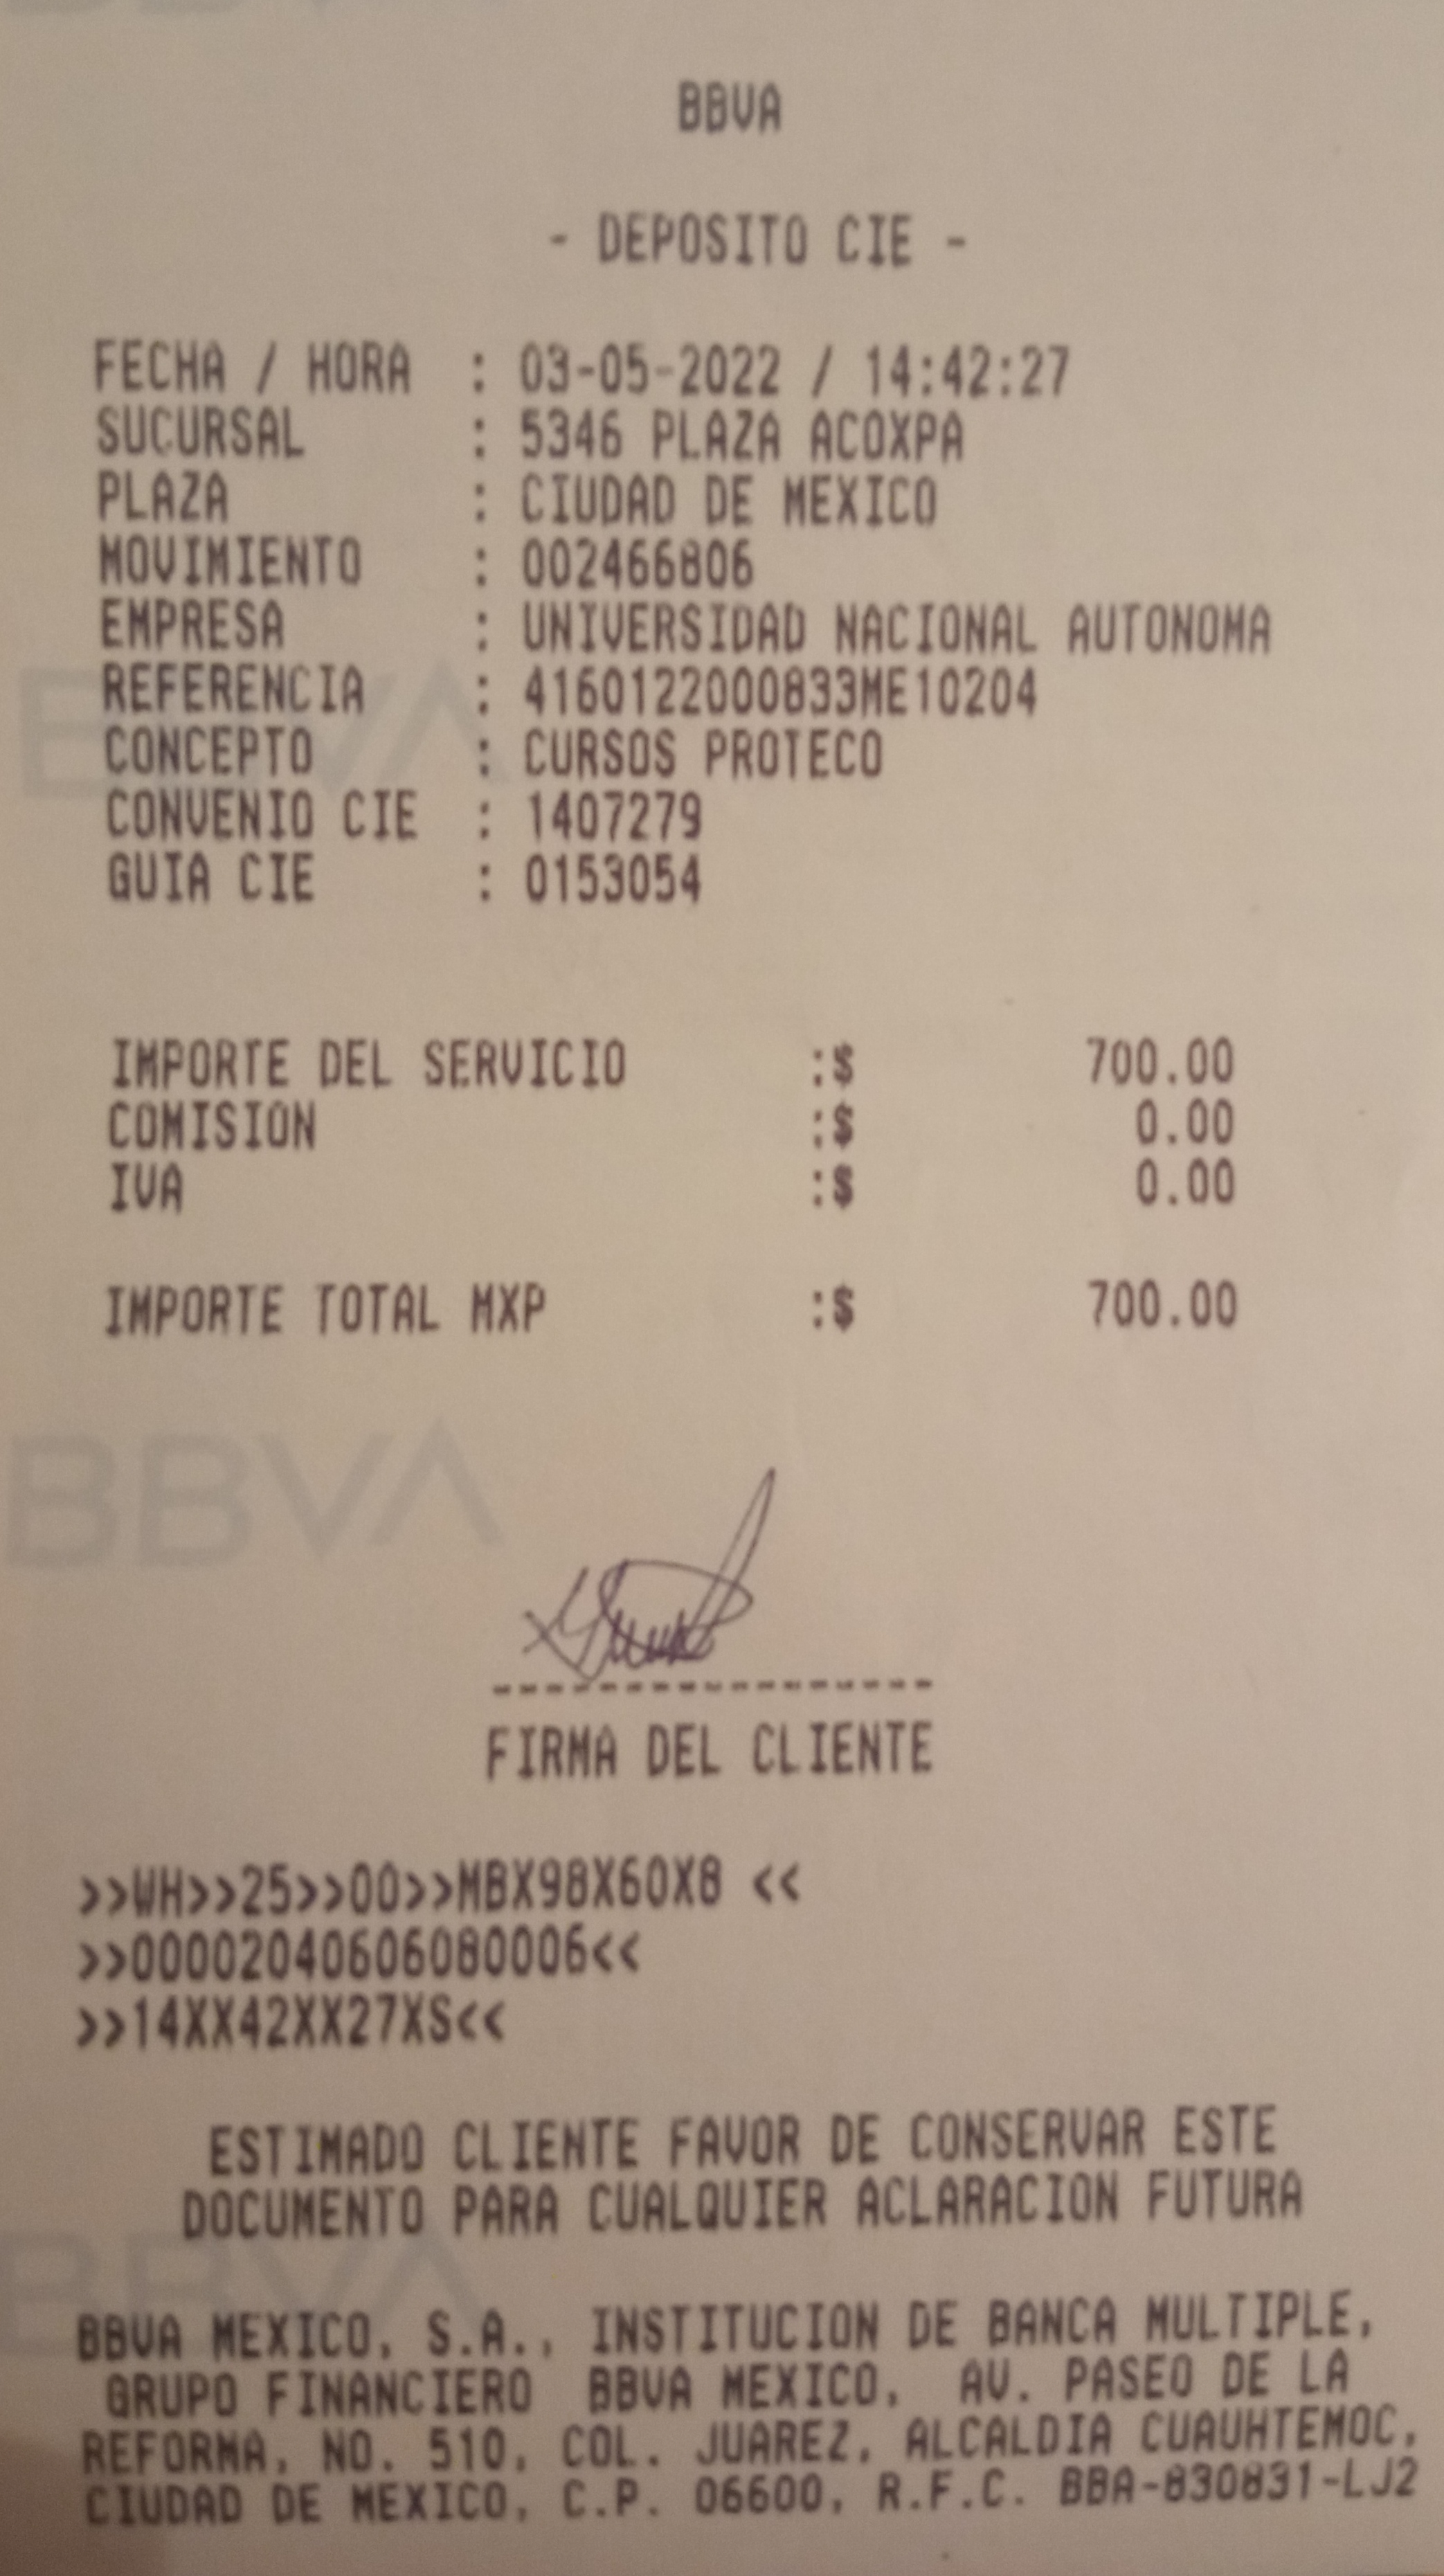 BBVA
- DEPOSITO CIE -
FECHA / HORA : 03-05-2022 / 14:42:27
SUCURSAL : 5346 PLAZA ACOXPA
PLAZA : CIUDAD DE MEXICO
MOVIMIENTO : 002466806
EMPRESA : UNIVERSIDAD NACIONAL AUTONOMA
REFERENCIA : 4160122000833ME10204
CONCEPTO : CURSOS PROTECO
CONVENIO CIE : 1407279
GUIA CIE : 0153054
IMPORTE DEL SERVICIO :$ 700.00
COMISION :$ 0.00
IVA :$ 0.00
IMPORTE TOTAL MXP :$ 700.00
BBVA
FIRMA DEL CLIENTE
>>WH>>25>>00>>MBX98X60X8 <<
>>00002040606080006<<
>>14XX42XX27XS<<
ESTIMADO CLIENTE FAVOR DE CONSERVAR ESTE
DOCUMENTO PARA CUALQUIER ACLARACION FUTURA
BBVA MEXICO, S.A., INSTITUCION DE BANCA MULTIPLE,
GRUPO FINANCIERO BBVA MEXICO, AV. PASEO DE LA
REFORMA, NO. 510, COL. JUAREZ, ALCALDIA CUAUHTEMOC,
CIUDAD DE MEXICO, C.P. 06600, R.F.C. BBA-830831-LJ2